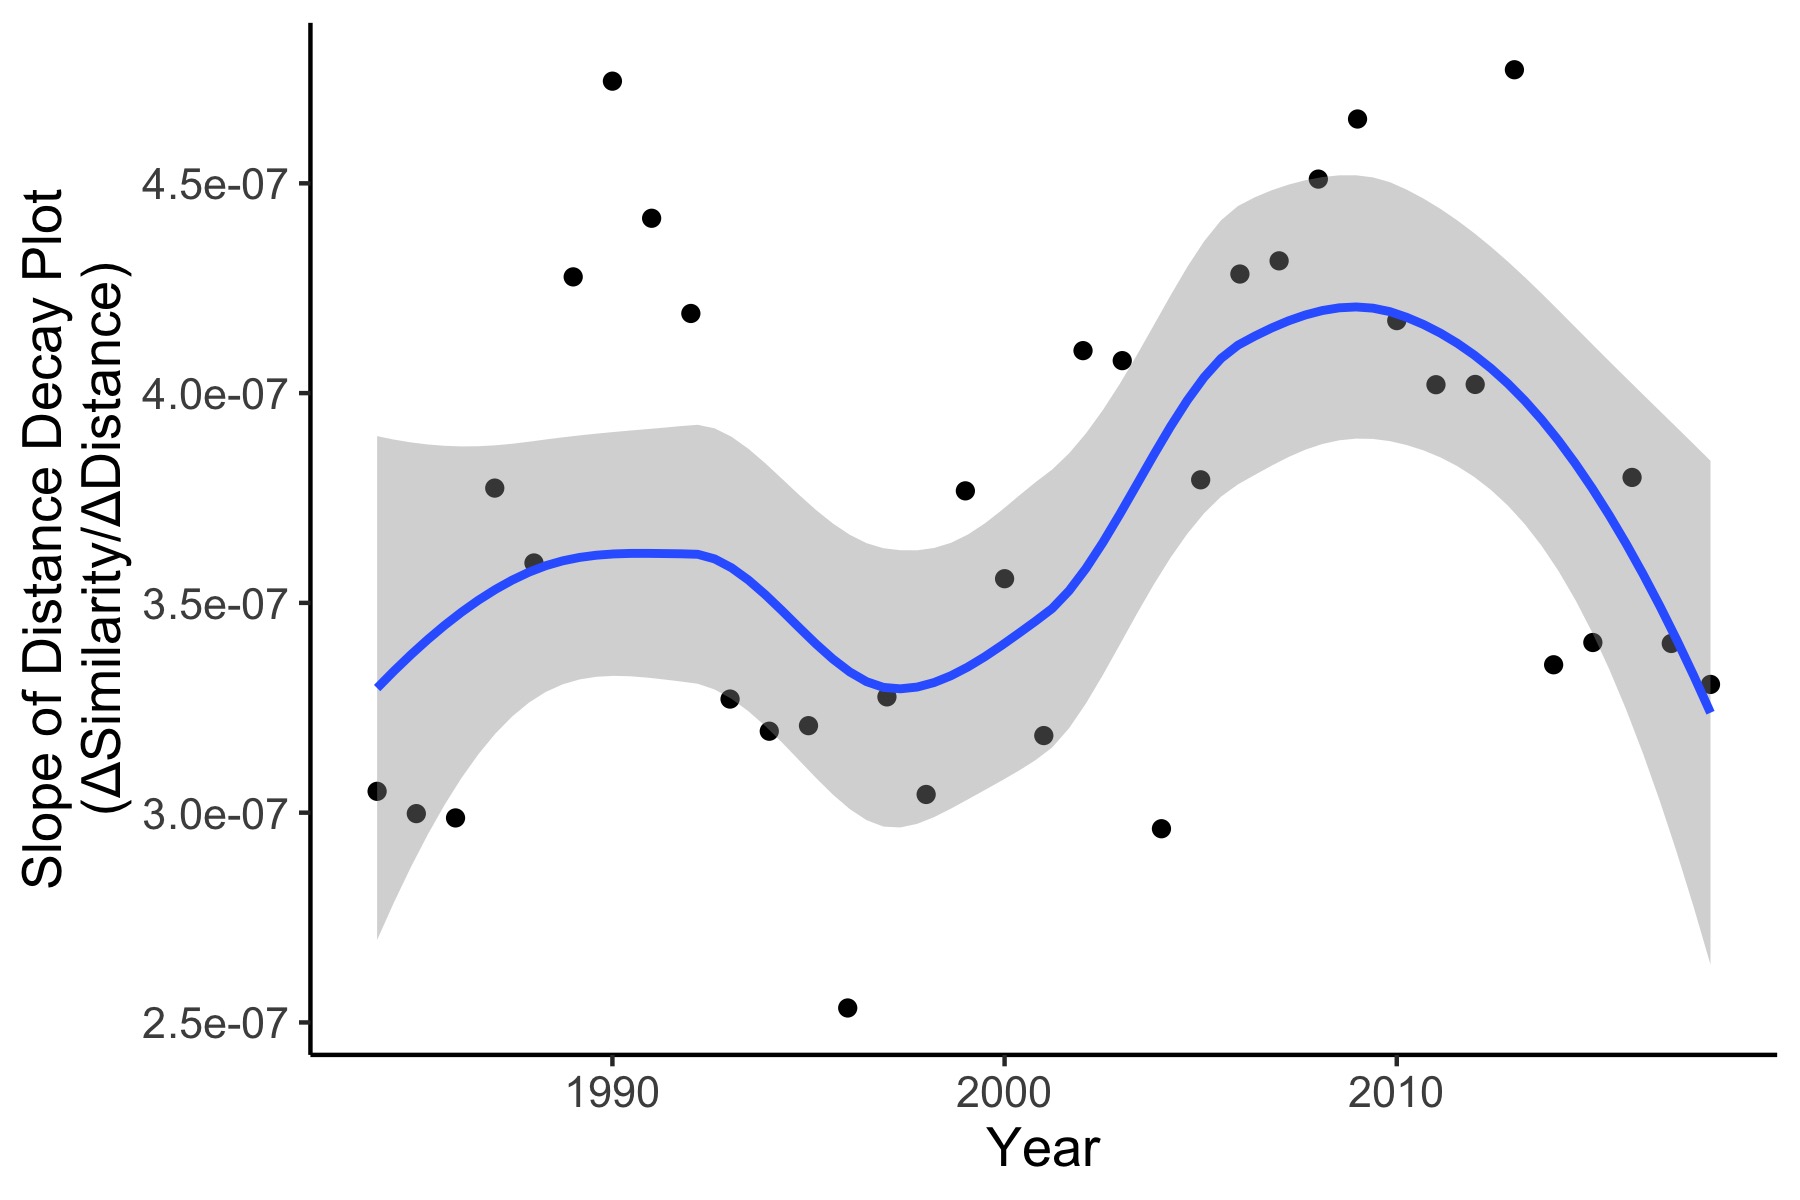 Slope of Distance Decay Plot
(ΔSimilarity/ΔDistance)
4.5e-07
4.0e-07
3.5e-07
3.0e-07
2.5e-07
1990 2000 2010
Year